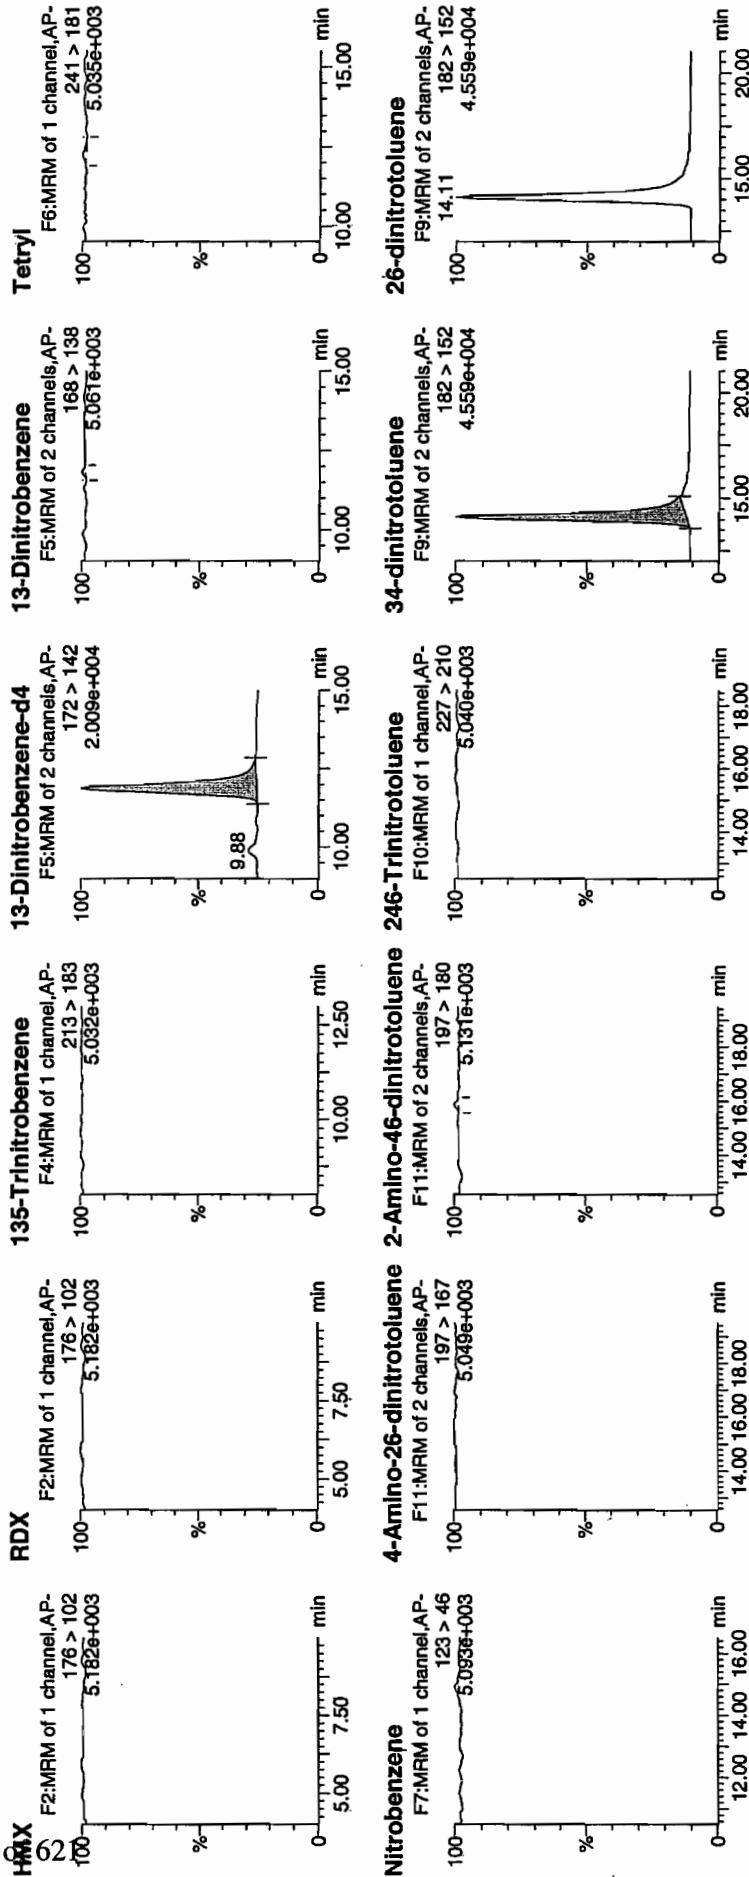 of 621
HMX
F2:MRM of 1 channel,AP-
176 > 102
5.182e+003
100
%
0
5.00 7.50 min
RDX
F2:MRM of 1 channel,AP-
176 > 102
5.182e+003
100
%
0
5.00 7.50 min
135-Trinitrobenzene
F4:MRM of 1 channel,AP-
213 > 183
5.032e+003
100
%
0
10.00 12.50 min
13-Dinitrobenzene-d4
F5:MRM of 2 channels,AP-
172 > 142
2.009e+004
100
9.88
%
0
10.00 15.00 min
13-Dinitrobenzene
F5:MRM of 2 channels,AP-
168 > 138
5.061e+003
100
%
0
10.00 15.00 min
Tetryl
F6:MRM of 1 channel,AP-
241 > 181
5.035e+003
100
%
0
10.00 15.00 min
Nitrobenzene
F7:MRM of 1 channel,AP-
123 > 46
5.093e+003
100
%
0
12.00 14.00 16.00 min
4-Amino-26-dinitrotoluene
F11:MRM of 2 channels,AP-
197 > 167
5.049e+003
100
%
0
14.00 16.00 18.00 min
2-Amino-46-dinitrotoluene
F11:MRM of 2 channels,AP-
197 > 180
5.131e+003
100
%
0
14.00 16.00 18.00 min
246-Trinitrotoluene
F10:MRM of 1 channel,AP-
227 > 210
5.040e+003
100
%
0
14.00 16.00 18.00 min
34-dinitrotoluene
F9:MRM of 2 channels,AP-
182 > 152
4.559e+004
100
%
0
15.00 20.00 min
26-dinitrotoluene
F9:MRM of 2 channels,AP-
182 > 152
4.559e+004
100
14.11
%
0
15.00 20.00 min